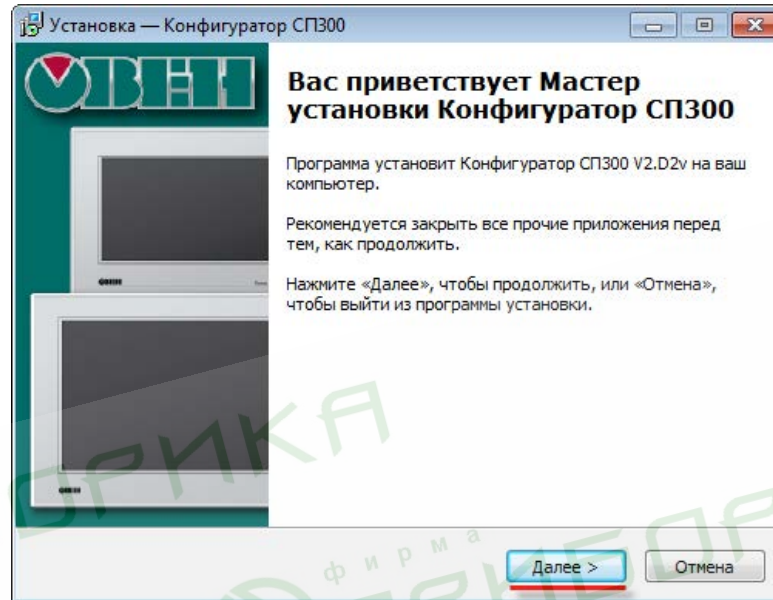 Установка — Конфигуратор СП300
ОВЕН
Вас приветствует Мастер
установки Конфигуратор СП300
Программа установит Конфигуратор СП300 V2.D2v на ваш
компьютер.
Рекомендуется закрыть все прочие приложения перед
тем, как продолжить.
Нажмите «Далее», чтобы продолжить, или «Отмена»,
чтобы выйти из программы установки.
ОВЕН
ОВЕН
ОРИКА
фирма
Далее >
Отмена